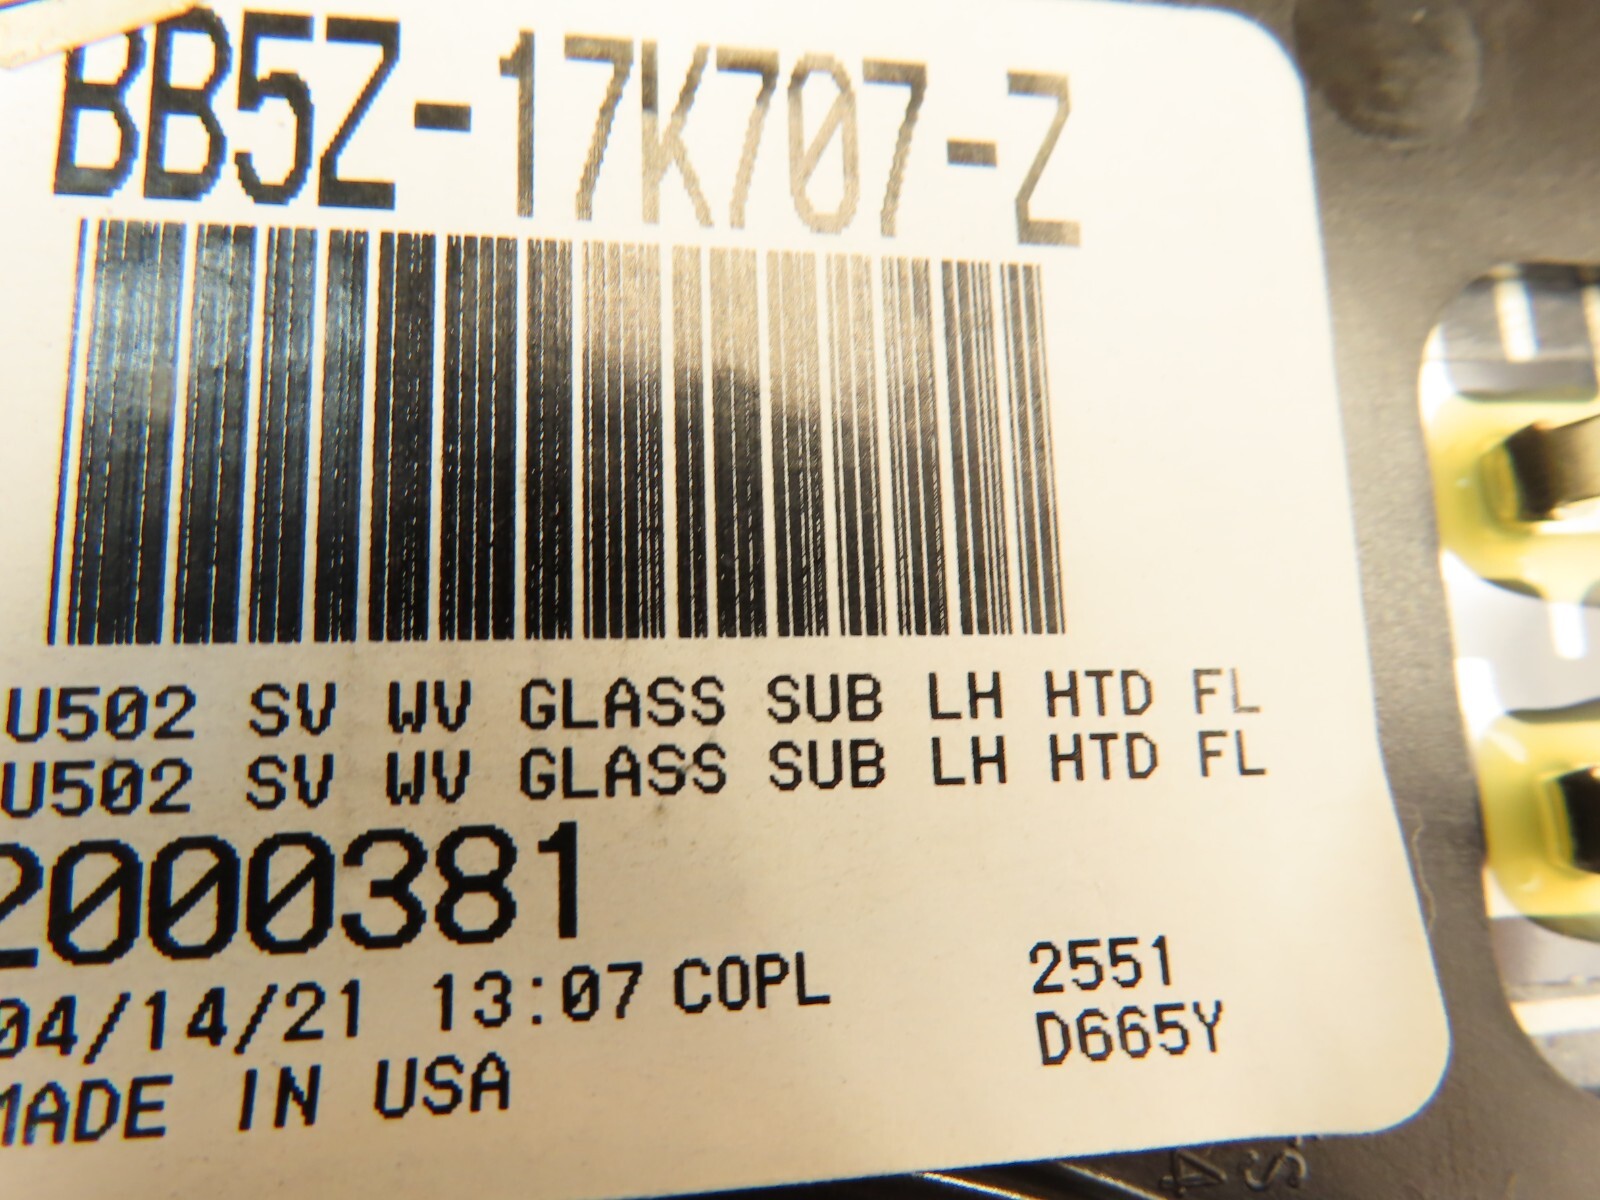 BB5Z-17K707-Z
U502 SV WV GLASS SUB LH HTD FL
U502 SV WV GLASS SUB LH HTD FL
2000381
04/14/21 13:07 COPL
2551
D665Y
MADE IN USA